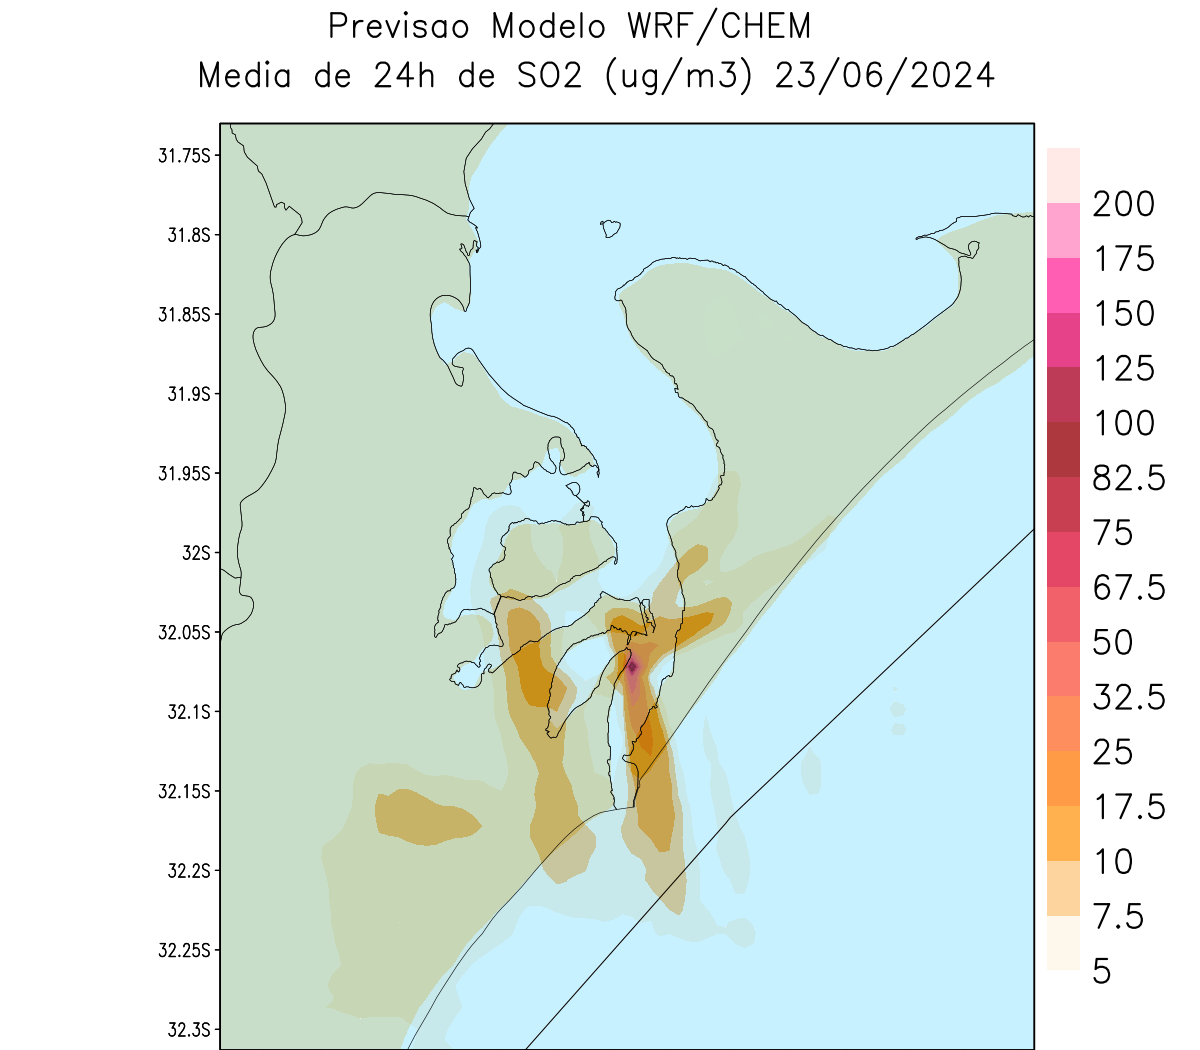 Previsao Modelo WRF/CHEM
Media de 24h de SO2 (ug/m3) 23/06/2024
31.75S
31.8S
31.85S
31.9S
31.95S
32S
32.05S
32.1S
32.15S
32.2S
32.25S
32.3S
200
175
150
125
100
82.5
75
67.5
50
32.5
25
17.5
10
7.5
5